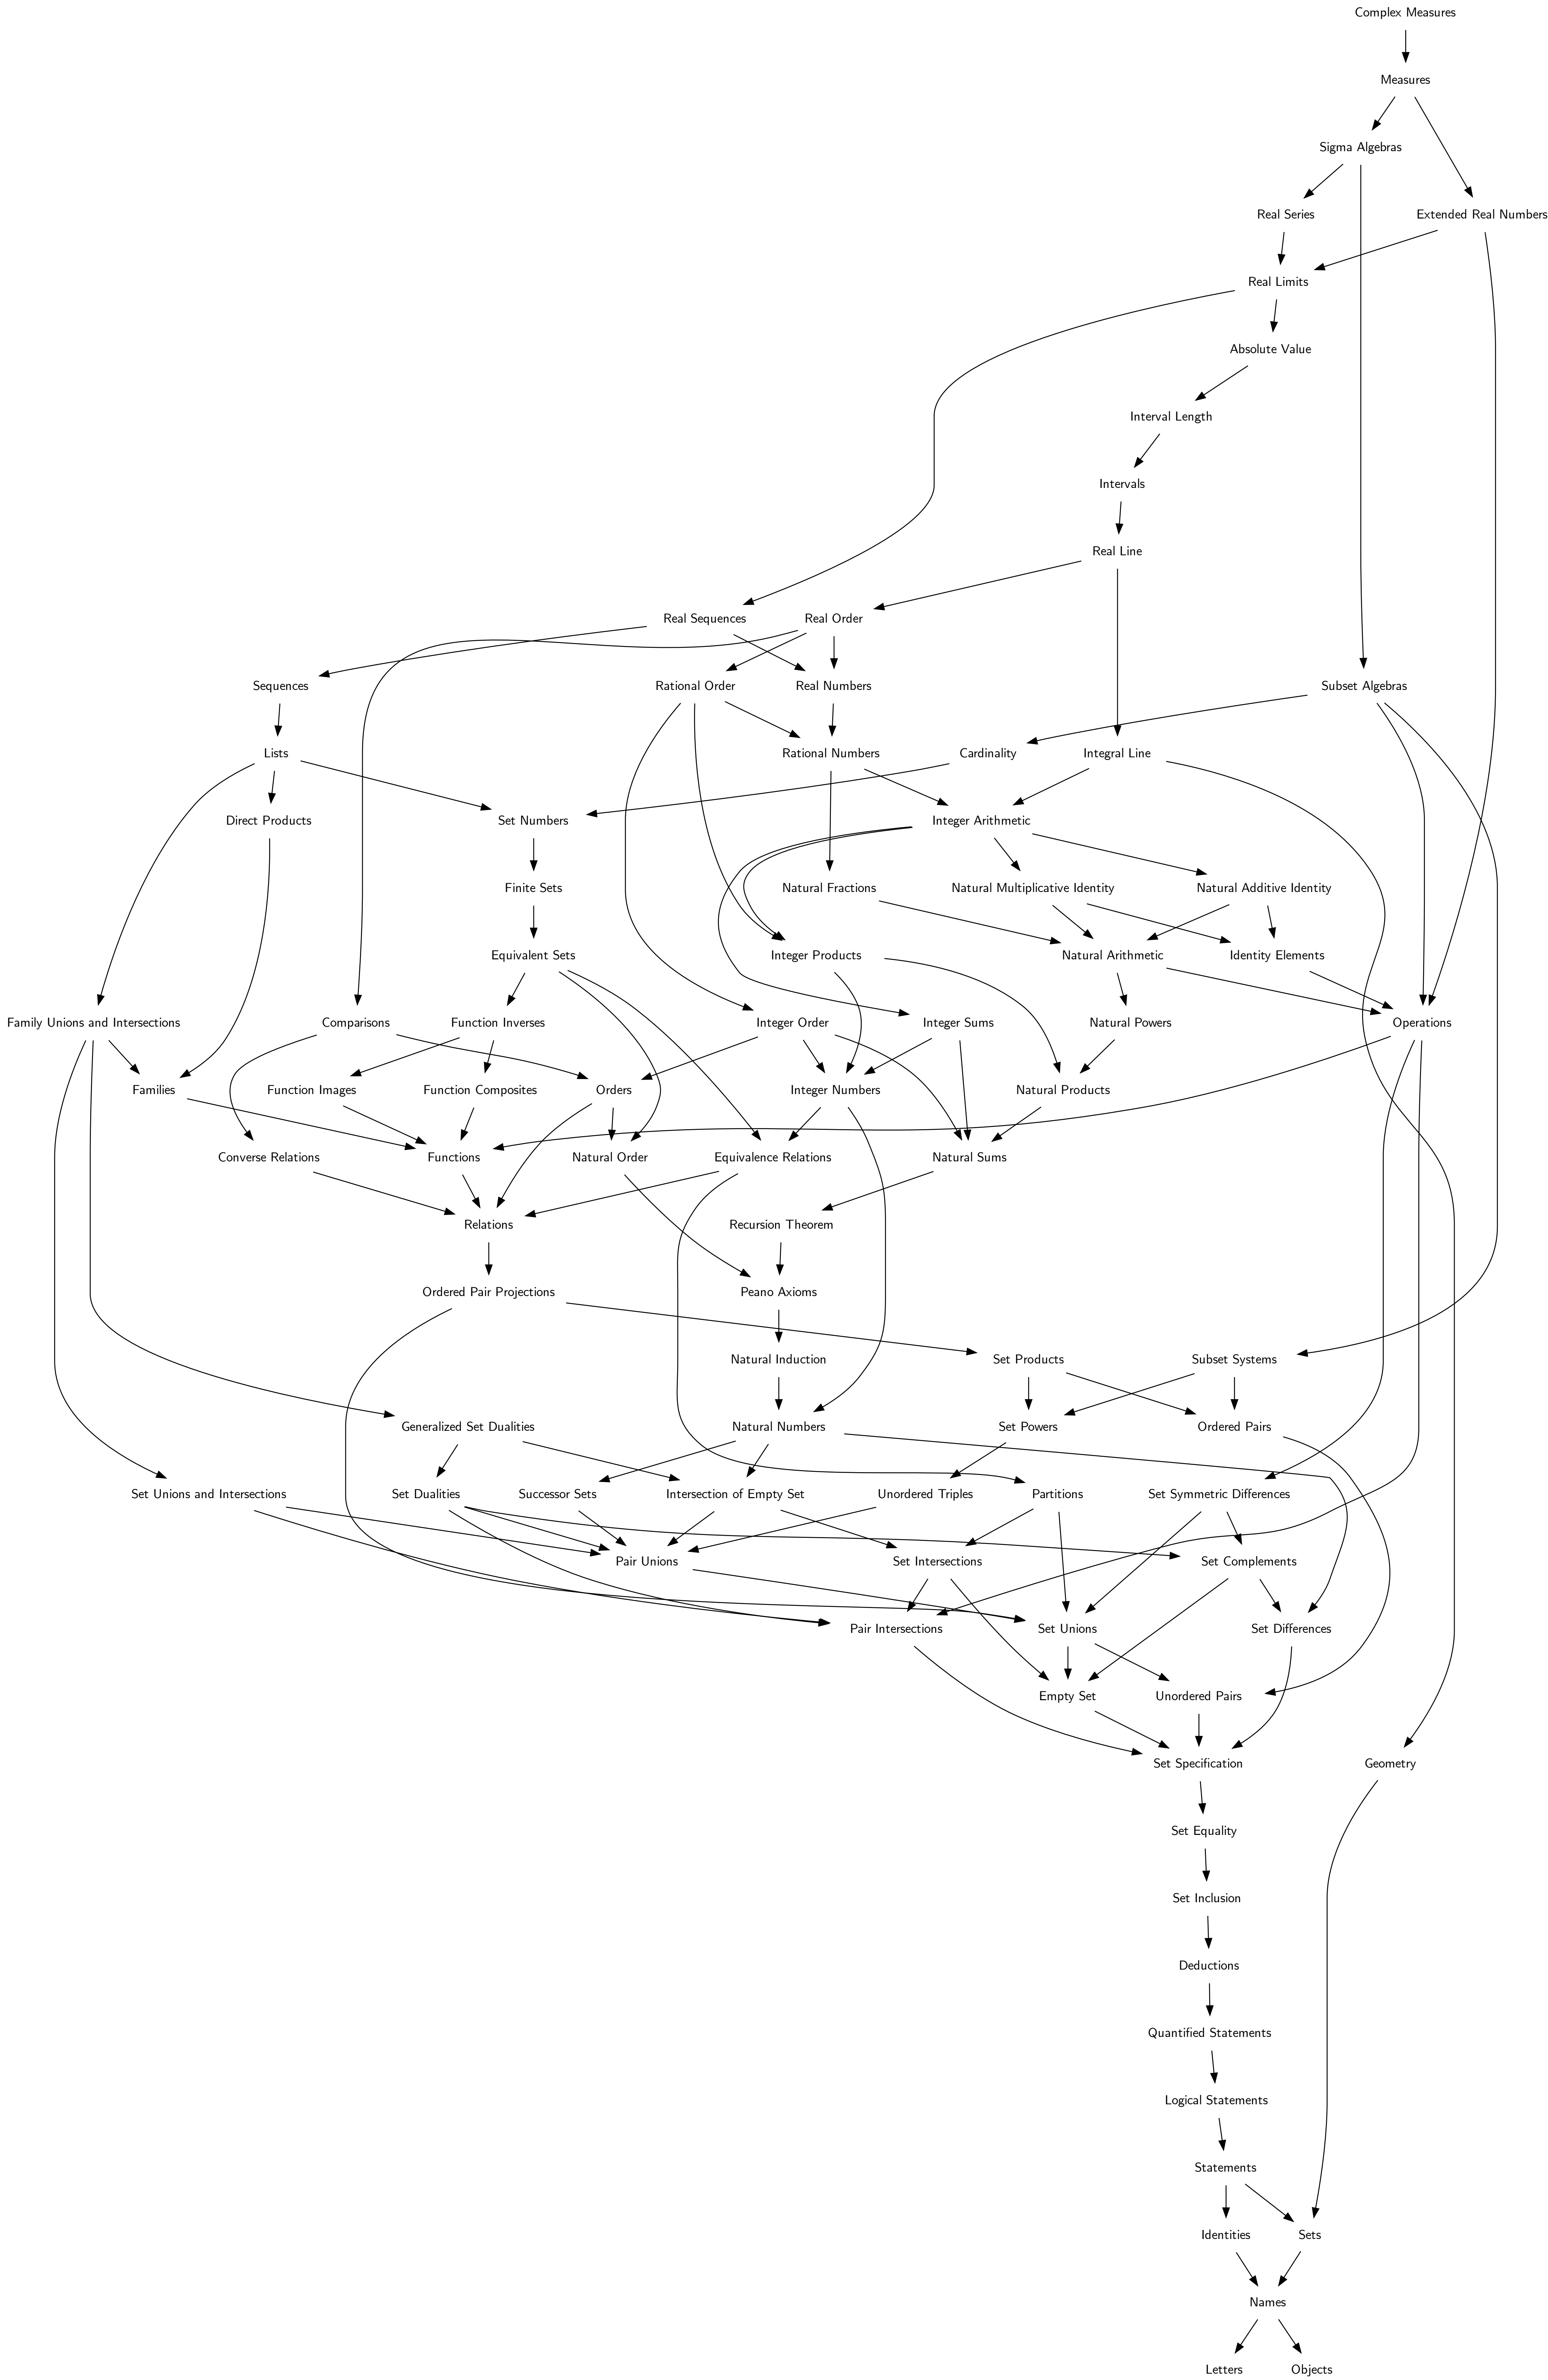 Complex Measures
Measures
Sigma Algebras
Real Series
Extended Real Numbers
Real Limits
Absolute Value
Interval Length
Intervals
Real Line
Real Sequences
Real Order
Sequences
Rational Order
Real Numbers
Subset Algebras
Lists
Rational Numbers
Cardinality
Integral Line
Direct Products
Set Numbers
Integer Arithmetic
Finite Sets
Natural Fractions
Natural Multiplicative Identity
Natural Additive Identity
Equivalent Sets
Integer Products
Natural Arithmetic
Identity Elements
Family Unions and Intersections
Comparisons
Function Inverses
Integer Order
Integer Sums
Natural Powers
Operations
Families
Function Images
Function Composites
Orders
Integer Numbers
Natural Products
Converse Relations
Functions
Natural Order
Equivalence Relations
Natural Sums
Relations
Recursion Theorem
Ordered Pair Projections
Peano Axioms
Natural Induction
Set Products
Subset Systems
Generalized Set Dualities
Natural Numbers
Set Powers
Ordered Pairs
Set Unions and Intersections
Set Dualities
Successor Sets
Intersection of Empty Set
Unordered Triples
Partitions
Set Symmetric Differences
Pair Unions
Set Intersections
Set Complements
Pair Intersections
Set Unions
Set Differences
Empty Set
Unordered Pairs
Set Specification
Geometry
Set Equality
Set Inclusion
Deductions
Quantified Statements
Logical Statements
Statements
Identities
Sets
Names
Letters
Objects